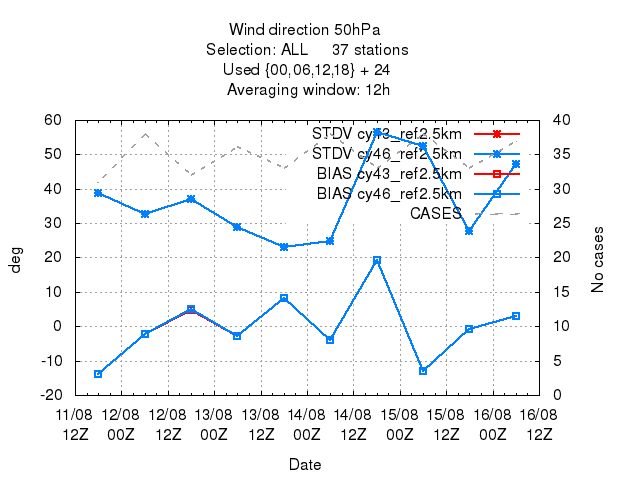 Wind direction 50hPa
Selection: ALL 37 stations
Used {00,06,12,18} + 24
Averaging window: 12h
deg
60
50
40
30
20
10
0
-10
-20
STDV cy43_ref2.5km
STDV cy46_ref2.5km
BIAS cy43_ref2.5km
BIAS cy46_ref2.5km
CASES
40
35
30
25
20
15
10
5
0
No cases
11/08 12/08 12/08 13/08 13/08 14/08 14/08 15/08 15/08 16/08 16/08
12Z 00Z 12Z 00Z 12Z 00Z 12Z 00Z 12Z 00Z 12Z
Date